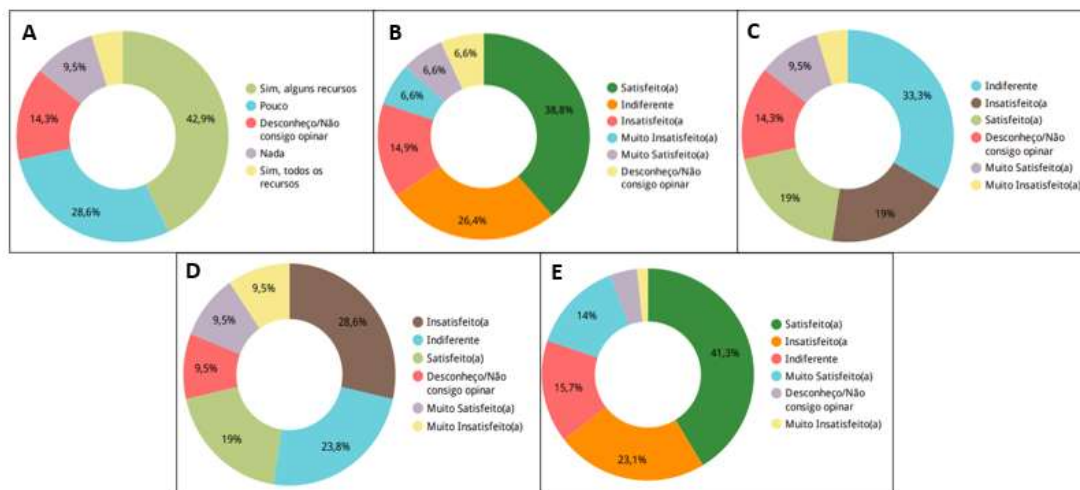 A
9,5%
14,3%
42,9%
28,6%
Sim, alguns recursos
Pouco
Desconheço/Não
consigo opinar
Nada
Sim, todos os
recursos
B
6,6%
6,6%
6,6%
14,9%
38,8%
26,4%
Satisfeito(a)
Indiferente
Insatisfeito(a
Muito Insatisfeito(a)
Muito Satisfeito(a)
Desconheço/Não
consigo opinar
C
9,5%
14,3%
33,3%
19%
19%
Indiferente
Insatisfeito(a
Satisfeito(a)
Desconheço/Não
consigo opinar
Muito Satisfeito(a)
Muito Insatisfeito(a)
D
9,5%
9,5%
9,5%
28,6%
19%
23,8%
Insatisfeito(a
Indiferente
Satisfeito(a)
Desconheço/Não
consigo opinar
Muito Satisfeito(a)
Muito Insatisfeito(a)
E
14%
41,3%
15,7%
23,1%
Satisfeito(a)
Insatisfeito(a
Indiferente
Muito Satisfeito(a)
Desconheço/Não
consigo opinar
Muito Insatisfeito(a)